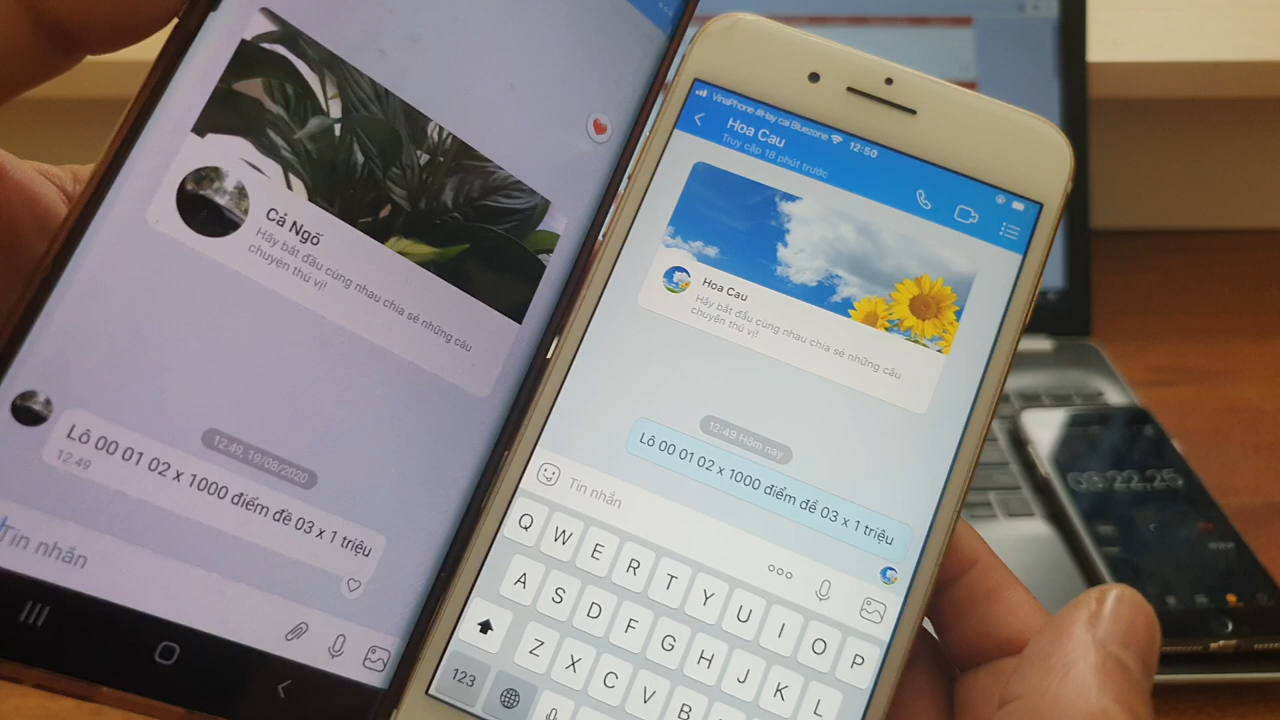 Cả Ngố
Hãy bắt đầu cùng nhau chia sẻ những câu
chuyện thú vị!
12:49, 19/08/2020
Lô 00 01 02 x 1000 điểm đề 03 x 1 triệu
12:49
Tin nhắn
VinaPhone #Hay cai Bluezone 12:50
Hoa Cau
Truy cập 18 phút trước
Hoa Cau
Hãy bắt đầu cùng nhau chia sẻ những câu
chuyện thú vị!
12:49 Hôm nay
Lô 00 01 02 x 1000 điểm đề 03 x 1 triệu
Tin nhắn
Q W E R T Y U I O P
A S D F G H J K L
Z X C V B
123
03:22,25